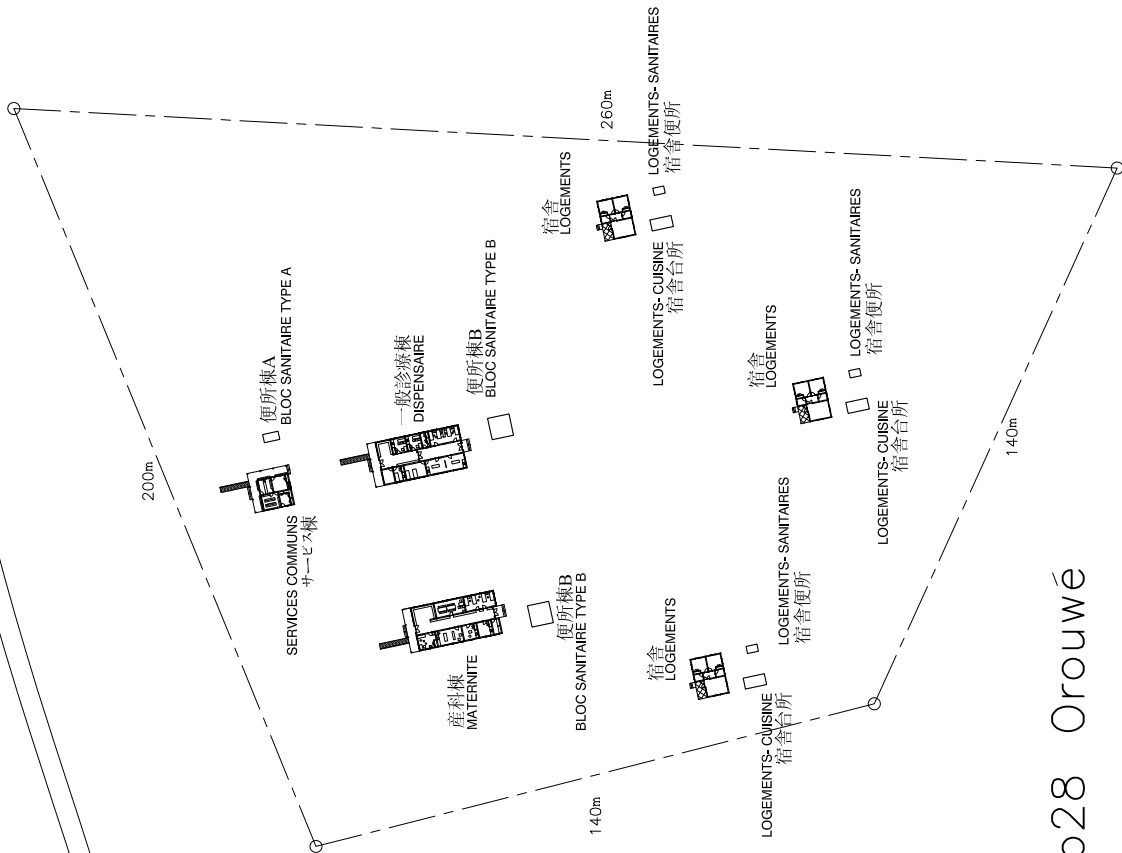 200m
260m
140m
140m
便所棟A
BLOC SANITAIRE TYPE A
SERVICES COMMUNS
サービス棟
一般診療棟
DISPENSAIRE
便所棟B
BLOC SANITAIRE TYPE B
産科棟
MATERNITE
便所棟B
BLOC SANITAIRE TYPE B
宿舎
LOGEMENTS
LOGEMENTS- SANITAIRES
宿舎便所
LOGEMENTS- CUISINE
宿舎台所
宿舎
LOGEMENTS
LOGEMENTS- SANITAIRES
宿舎便所
LOGEMENTS- CUISINE
宿舎台所
宿舎
LOGEMENTS
LOGEMENTS- SANITAIRES
宿舎便所
LOGEMENTS- CUISINE
宿舎台所
28 Orouwé